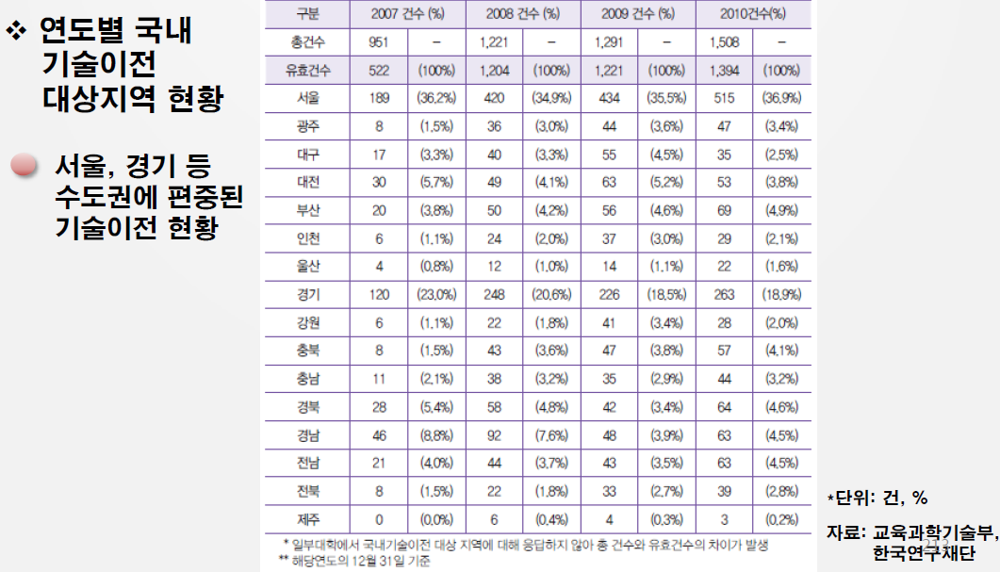 ❖ 연도별 국내
기술이전
대상지역 현황
서울, 경기 등
수도권에 편중된
기술이전 현황
구분 2007 건수 (%) 2008 건수 (%) 2009 건수 (%) 2010건수(%)
총건수 951 – 1,221 – 1,291 – 1,508 –
유효건수 522 (100%) 1,204 (100%) 1,221 (100%) 1,394 (100%)
서울 189 (36.2%) 420 (34.9%) 434 (35.5%) 515 (36.9%)
광주 8 (1.5%) 36 (3.0%) 44 (3.6%) 47 (3.4%)
대구 17 (3.3%) 40 (3.3%) 55 (4.5%) 35 (2.5%)
대전 30 (5.7%) 49 (4.1%) 63 (5.2%) 53 (3.8%)
부산 20 (3.8%) 50 (4.2%) 56 (4.6%) 69 (4.9%)
인천 6 (1.1%) 24 (2.0%) 37 (3.0%) 29 (2.1%)
울산 4 (0.8%) 12 (1.0%) 14 (1.1%) 22 (1.6%)
경기 120 (23.0%) 248 (20.6%) 226 (18.5%) 263 (18.9%)
강원 6 (1.1%) 22 (1.8%) 41 (3.4%) 28 (2.0%)
충북 8 (1.5%) 43 (3.6%) 47 (3.8%) 57 (4.1%)
충남 11 (2.1%) 38 (3.2%) 35 (2.9%) 44 (3.2%)
경북 28 (5.4%) 58 (4.8%) 42 (3.4%) 64 (4.6%)
경남 46 (8.8%) 92 (7.6%) 48 (3.9%) 63 (4.5%)
전남 21 (4.0%) 44 (3.7%) 43 (3.5%) 63 (4.5%)
전북 8 (1.5%) 22 (1.8%) 33 (2.7%) 39 (2.8%)
제주 0 (0.0%) 6 (0.4%) 4 (0.3%) 3 (0.2%)
* 일부대학에서 국내기술이전 대상 지역에 대해 응답하지 않아 총 건수와 유효건수의 차이가 발생
** 해당연도의 12월 31일 기준
*단위: 건, %
자료: 교육과학기술부,
한국연구재단
213